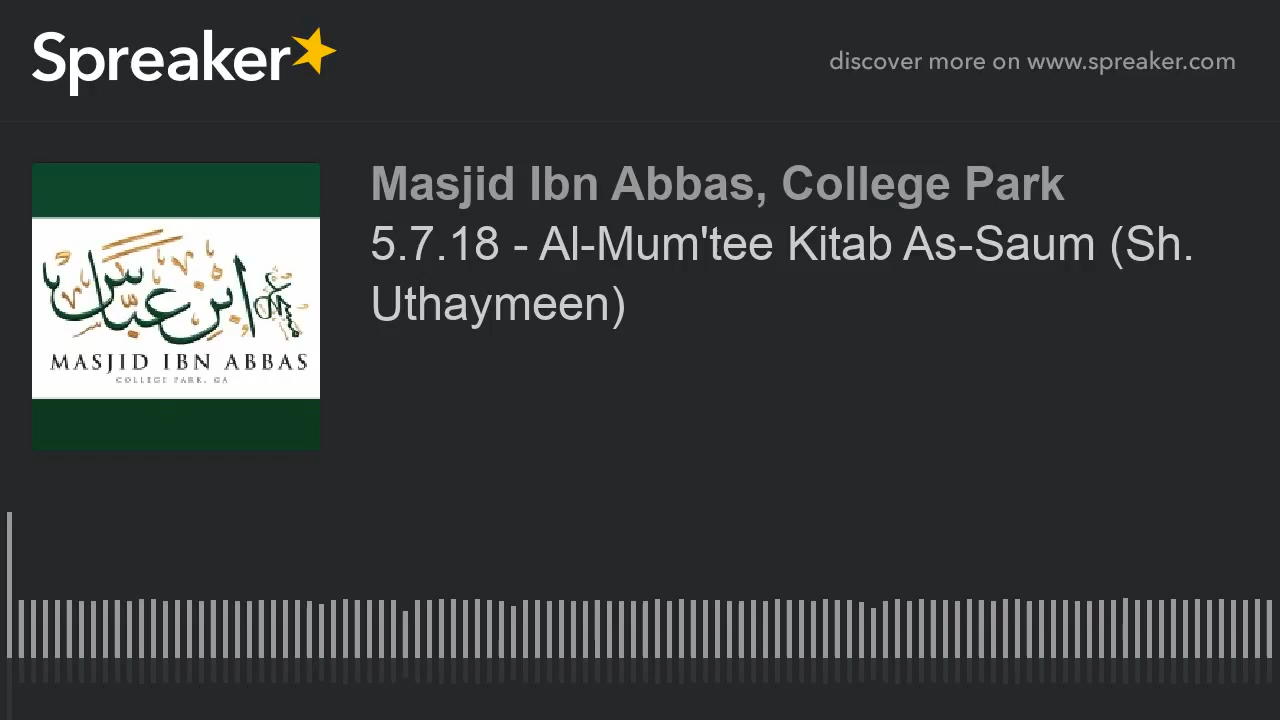 Spreaker
discover more on www.spreaker.com
Masjid Ibn Abbas, College Park
5.7.18 - Al-Mum'tee Kitab As-Saum (Sh.
Uthaymeen)
ابن عباس
MASJID IBN ABBAS
COLLEGE PARK, GA